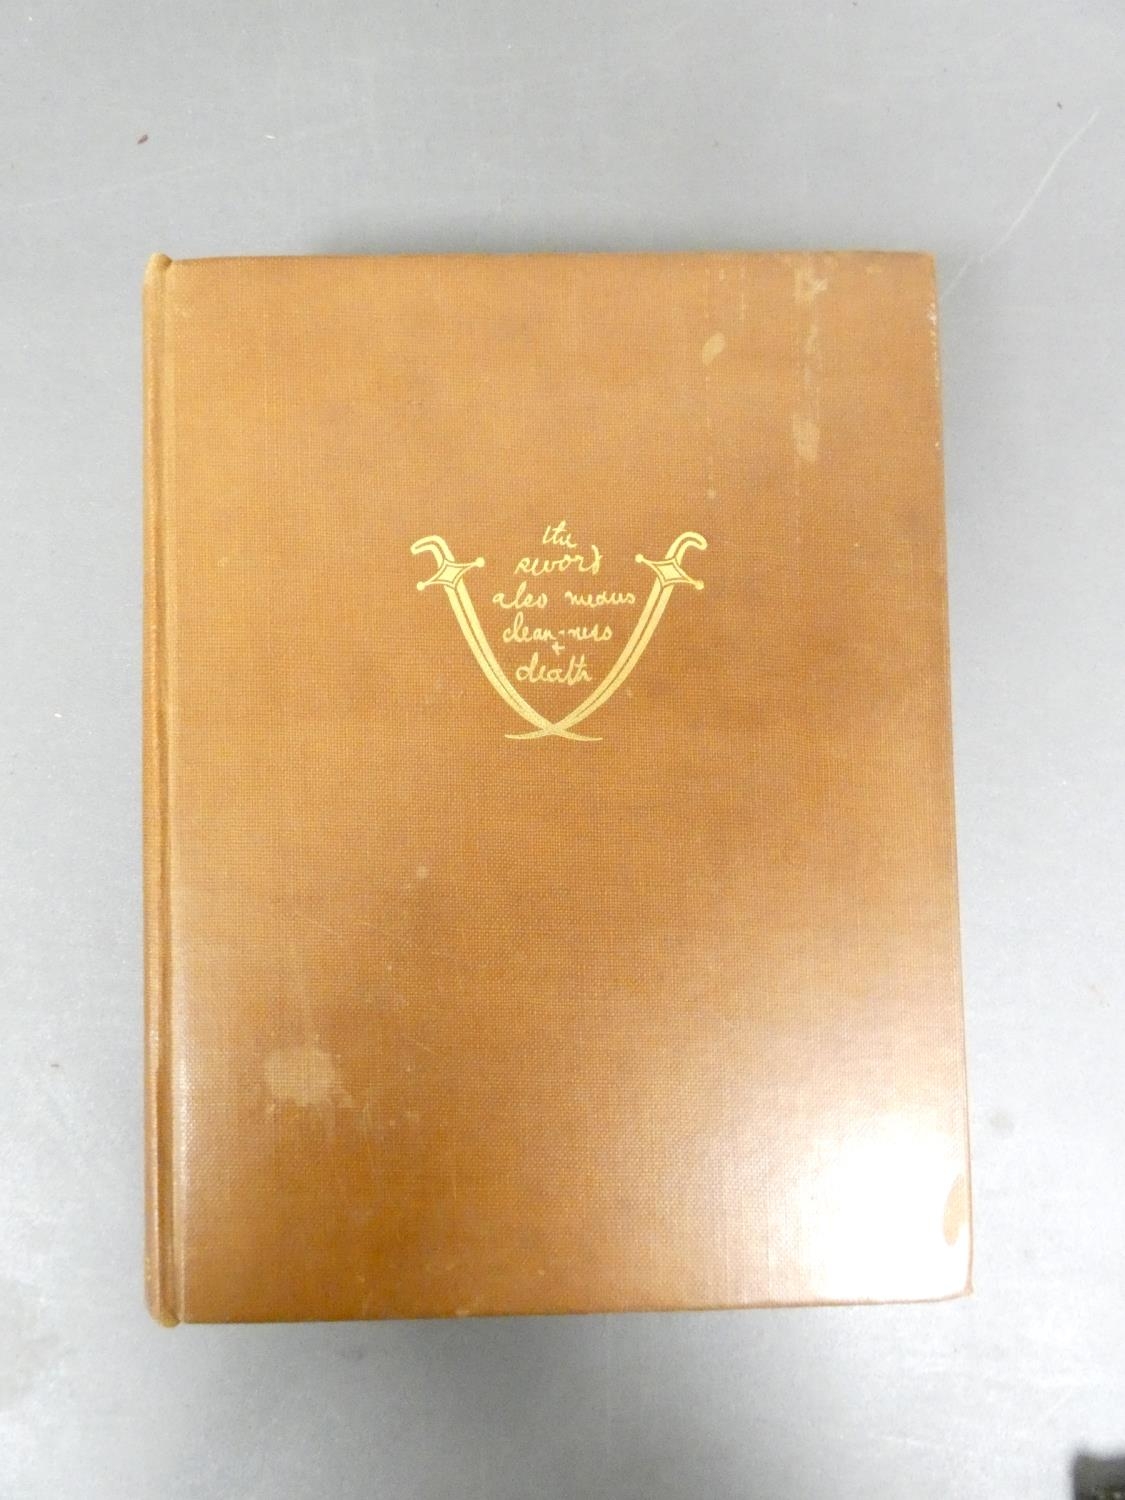 the
sword
also means
clean-ness
+
death